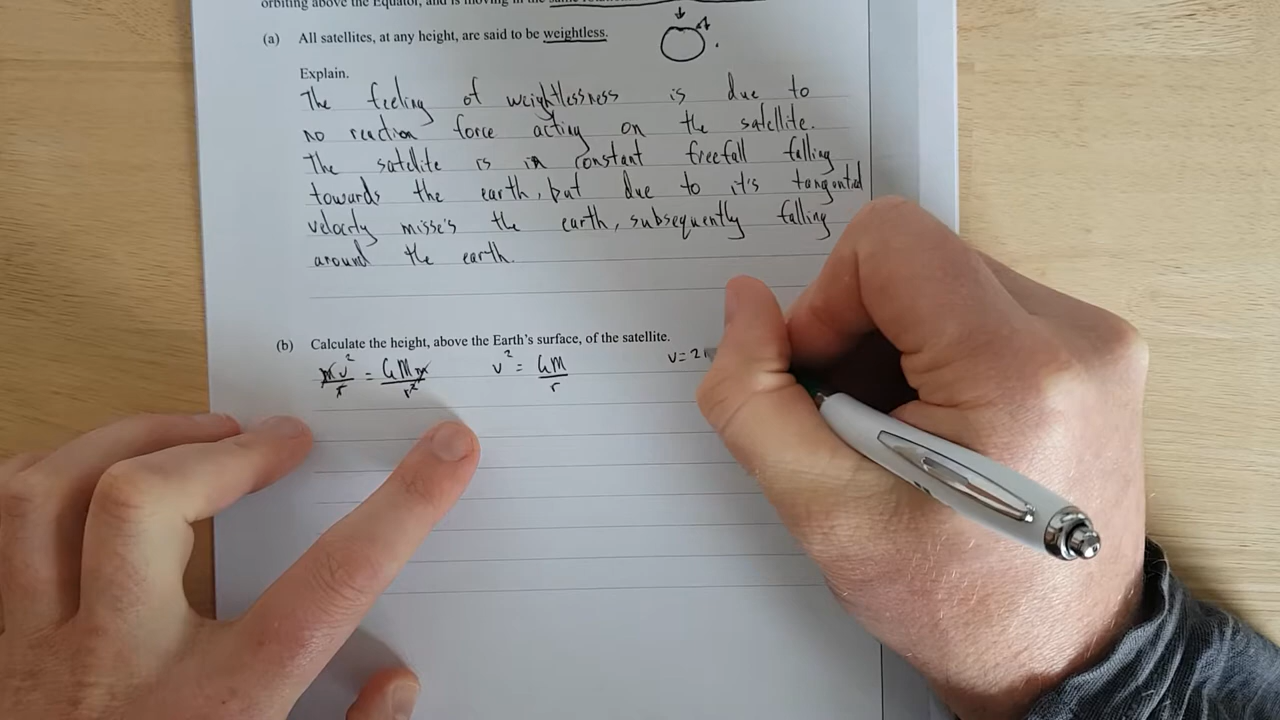 orbiting above the Equator, and is moving in the same rotation
(a) All satellites, at any height, are said to be weightless.
Explain.
The feeling of weightlessness is due to
no reaction force acting on the satellite.
The satellite is in constant freefall falling
towards the earth, but due to it's tangential
velocity misse's the earth, subsequently falling
around the earth.
(b) Calculate the height, above the Earth's surface, of the satellite.
mv²/r = GMm/r² v² = GM/r v=2